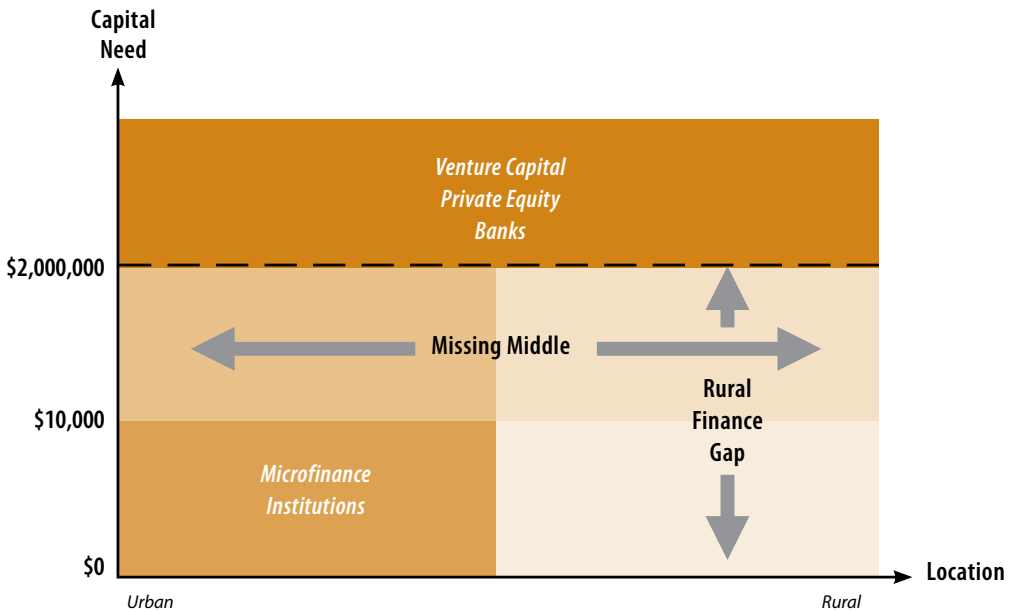 Capital
Need
Venture Capital
Private Equity
Banks
$2,000,000
Missing Middle
Rural
Finance
Gap
$10,000
Microfinance
Institutions
$0
Location
Urban
Rural